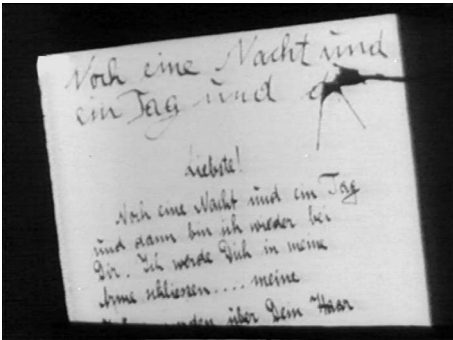 Noch eine Nacht und
ein Tag und d
Liebste!
Noch eine Nacht und ein Tag
und dann bin ich wieder bei
Dir. Ich werde Dich in meine
Arme schliessen.... meine
über Dein Haar